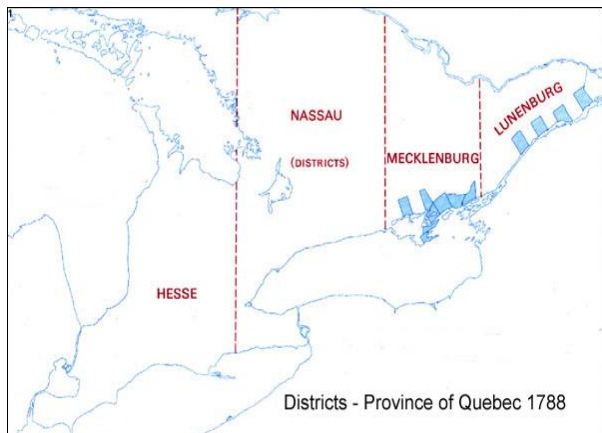 LUNENBURG
NASSAU
(DISTRICTS)
MECKLENBURG
HESSE
Districts - Province of Quebec 1788